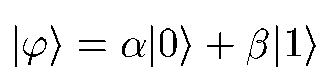 |φ⟩ = α|0⟩ + β|1⟩